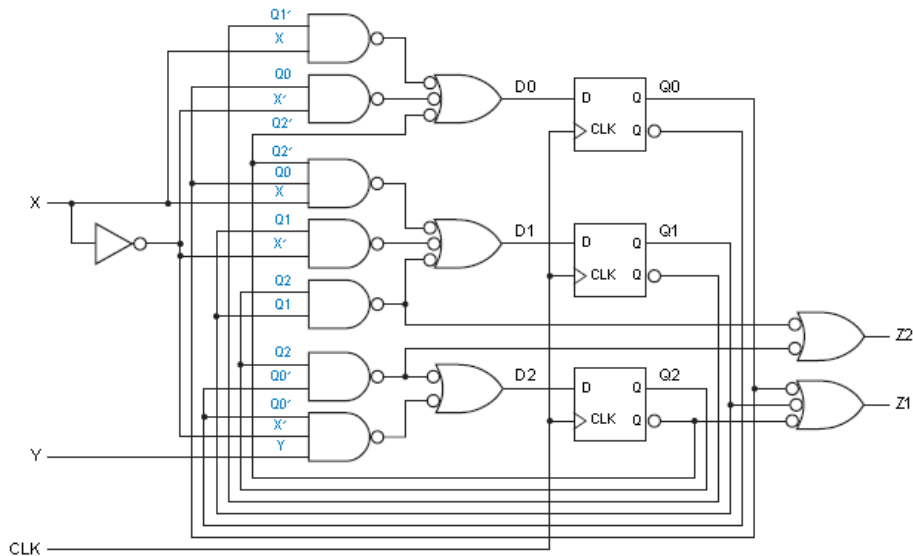 Q1′
X
Q0
X′
Q2′
D0
D Q
Q0
CLK
Q
Q2′
Q0
X
X
Q1
X′
D1
D Q
Q1
CLK
Q
Q2
Q1
Z2
Q2
Q0′
D2
D Q
Q2
CLK
Q
Z1
Q0′
X′
Y
Y
CLK